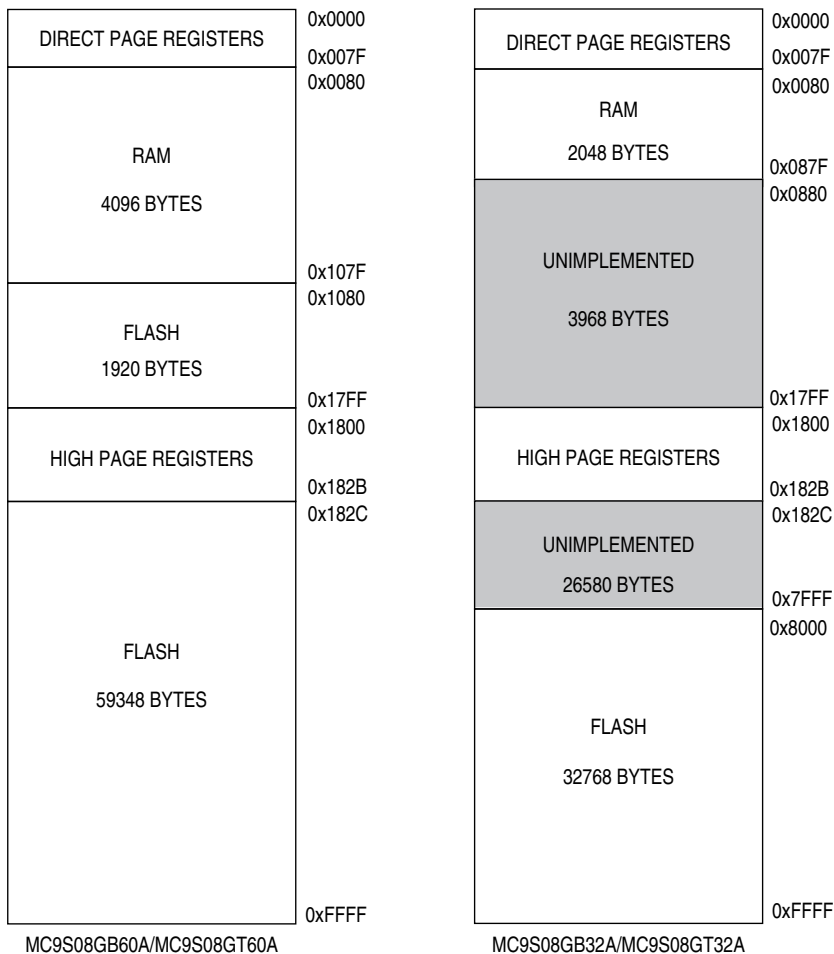 DIRECT PAGE REGISTERS
0x0000
0x007F
0x0080
RAM
4096 BYTES
0x107F
0x1080
FLASH
1920 BYTES
0x17FF
0x1800
HIGH PAGE REGISTERS
0x182B
0x182C
FLASH
59348 BYTES
0xFFFF
MC9S08GB60A/MC9S08GT60A
DIRECT PAGE REGISTERS
0x0000
0x007F
0x0080
RAM
2048 BYTES
0x087F
0x0880
UNIMPLEMENTED
3968 BYTES
0x17FF
0x1800
HIGH PAGE REGISTERS
0x182B
0x182C
UNIMPLEMENTED
26580 BYTES
0x7FFF
0x8000
FLASH
32768 BYTES
0xFFFF
MC9S08GB32A/MC9S08GT32A